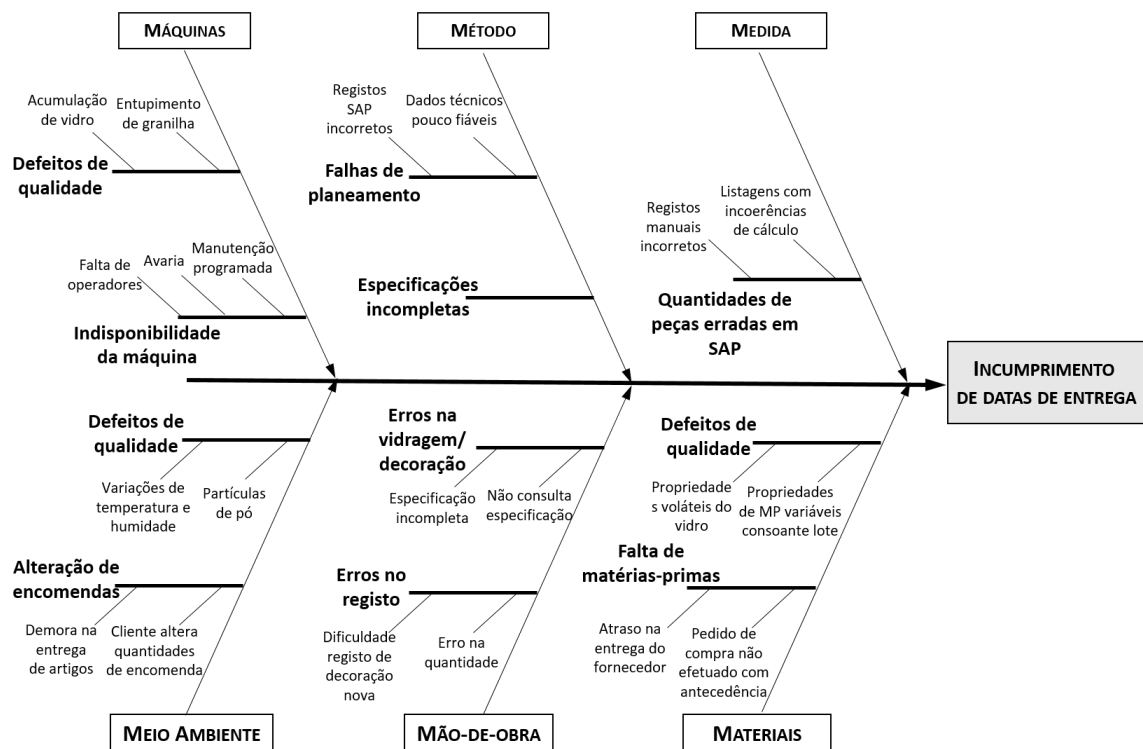 MÁQUINAS
MÉTODO
MEDIDA
Acumulação
de vidro
Entupimento
de granilha
Defeitos de
qualidade
Falta de
operadores
Avaria
Manutenção
programada
Indisponibilidade
da máquina
Registos
SAP
incorretos
Dados técnicos
pouco fiáveis
Falhas de
planeamento
Especificações
incompletas
Registos
manuais
incorretos
Listagens com
incoerências
de cálculo
Quantidades de
peças erradas em
SAP
INCUMPRIMENTO
DE DATAS DE ENTREGA
Defeitos de
qualidade
Variações de
temperatura e
humidade
Partículas
de pó
Alteração de
encomendas
Demora na
entrega
de artigos
Cliente altera
quantidades
de encomenda
Erros na
vidragem/
decoração
Especificação
incompleta
Não consulta
especificação
Erros no
registo
Dificuldade
registo de
decoração
nova
Erro na
quantidade
Defeitos de
qualidade
Propriedade
s voláteis do
vidro
Propriedades
de MP variáveis
consoante lote
Falta de
matérias-primas
Atraso na
entrega do
fornecedor
Pedido de
compra não
efetuado com
antecedência
MEIO AMBIENTE
MÃO-DE-OBRA
MATERIAIS